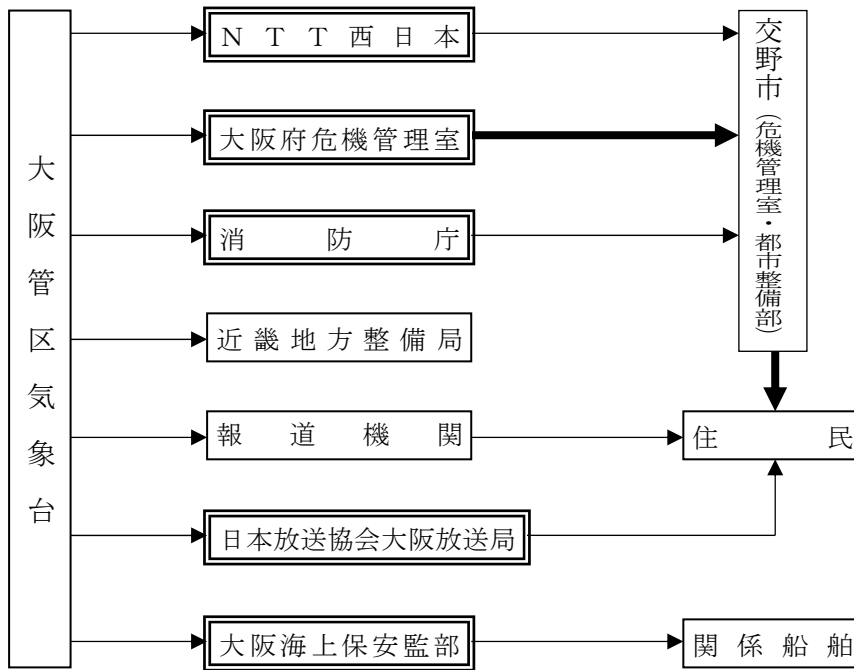 大阪管区気象台
NTT西日本
大阪府危機管理室
消防庁
近畿地方整備局
報道機関
日本放送協会大阪放送局
大阪海上保安監部
交野市（危機管理室・都市整備部）
住民
関係船舶